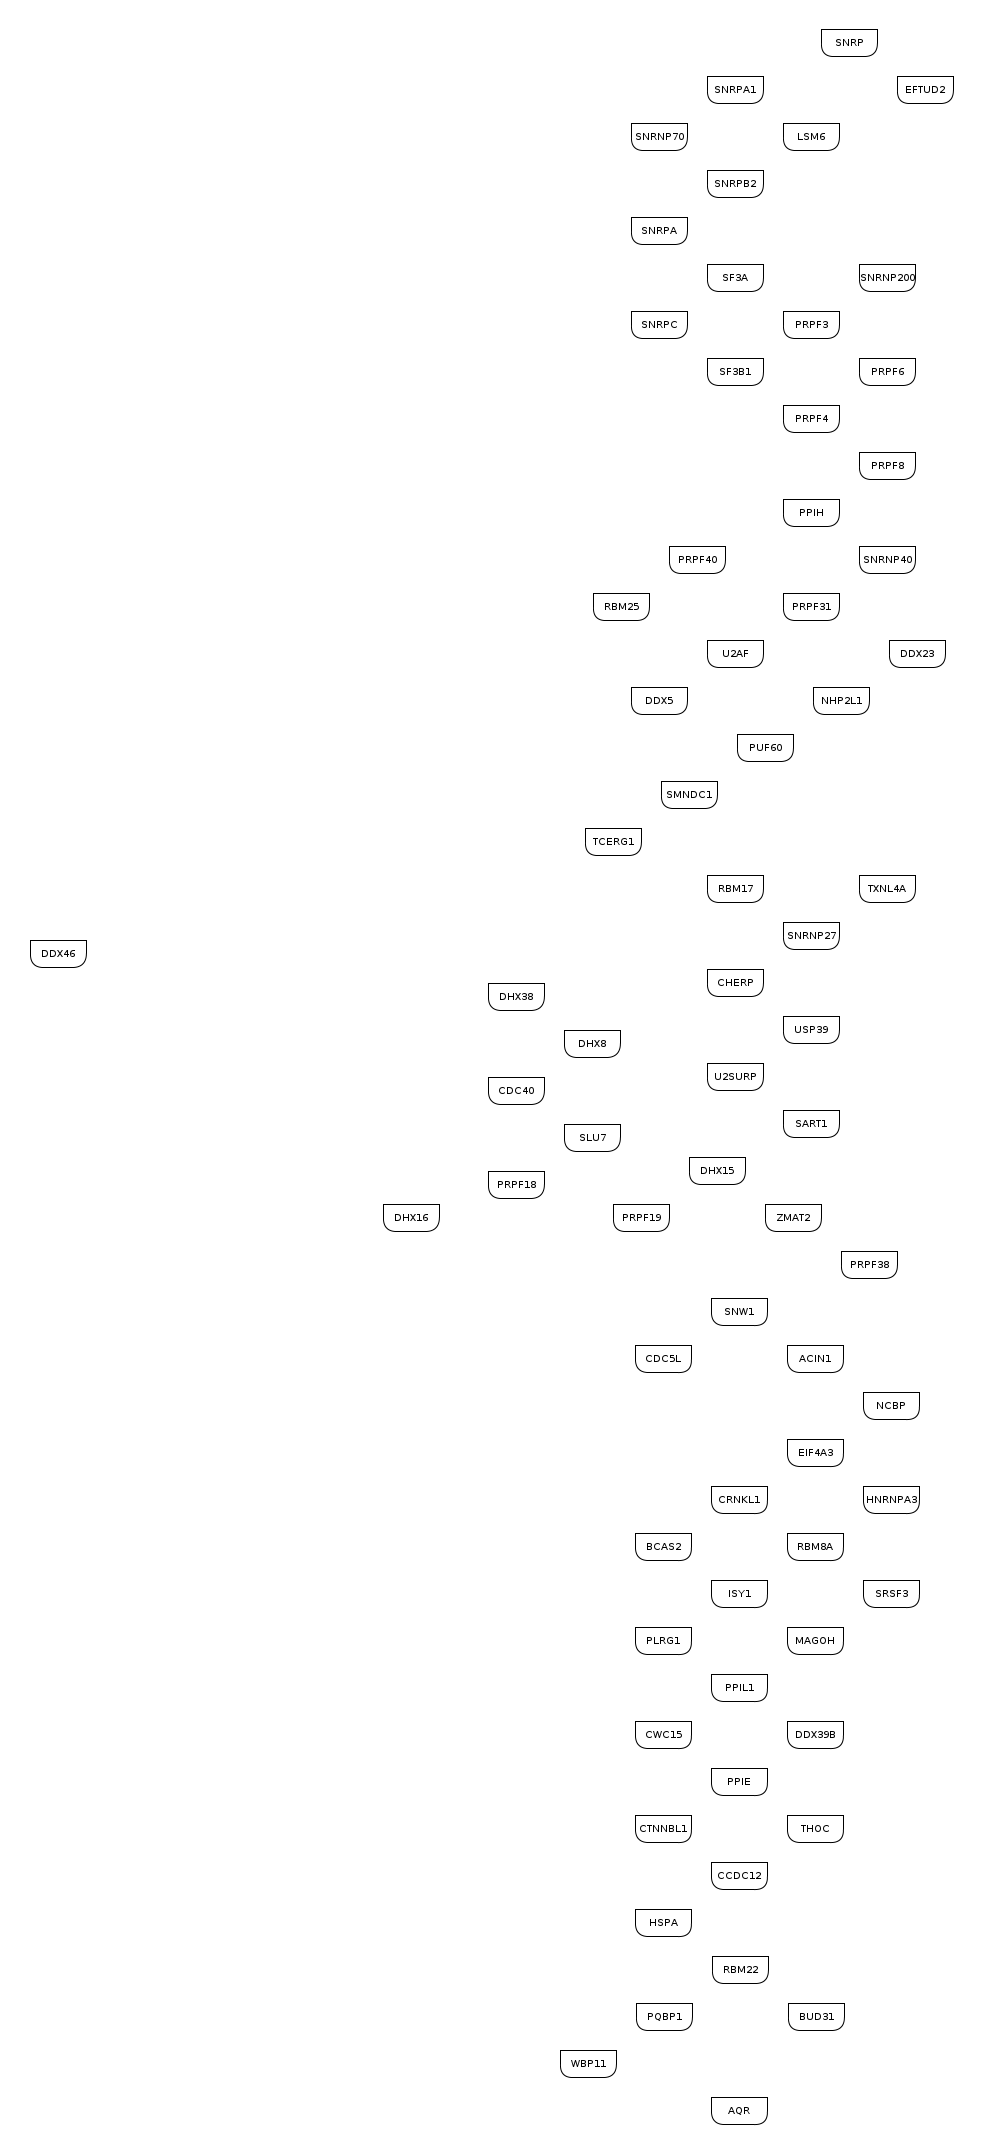 SNRP
SNRPA1 EFTUD2
SNRNP70 LSM6
SNRPB2
SNRPA
SF3A SNRNP200
SNRPC PRPF3
SF3B1 PRPF6
PRPF4
PRPF8
PPIH
PRPF40 SNRNP40
RBM25 PRPF31
U2AF DDX23
DDX5 NHP2L1
PUF60
SMNDC1
TCERG1
RBM17 TXNL4A
SNRNP27
DDX46
CHERP
DHX38
USP39
DHX8
U2SURP
CDC40
SART1
SLU7
DHX15
PRPF18
DHX16 PRPF19 ZMAT2
PRPF38
SNW1
CDC5L ACIN1
NCBP
EIF4A3
CRNKL1 HNRNPA3
BCAS2 RBM8A
ISY1 SRSF3
PLRG1 MAGOH
PPIL1
CWC15 DDX39B
PPIE
CTNNBL1 THOC
CCDC12
HSPA
RBM22
PQBP1 BUD31
WBP11
AQR